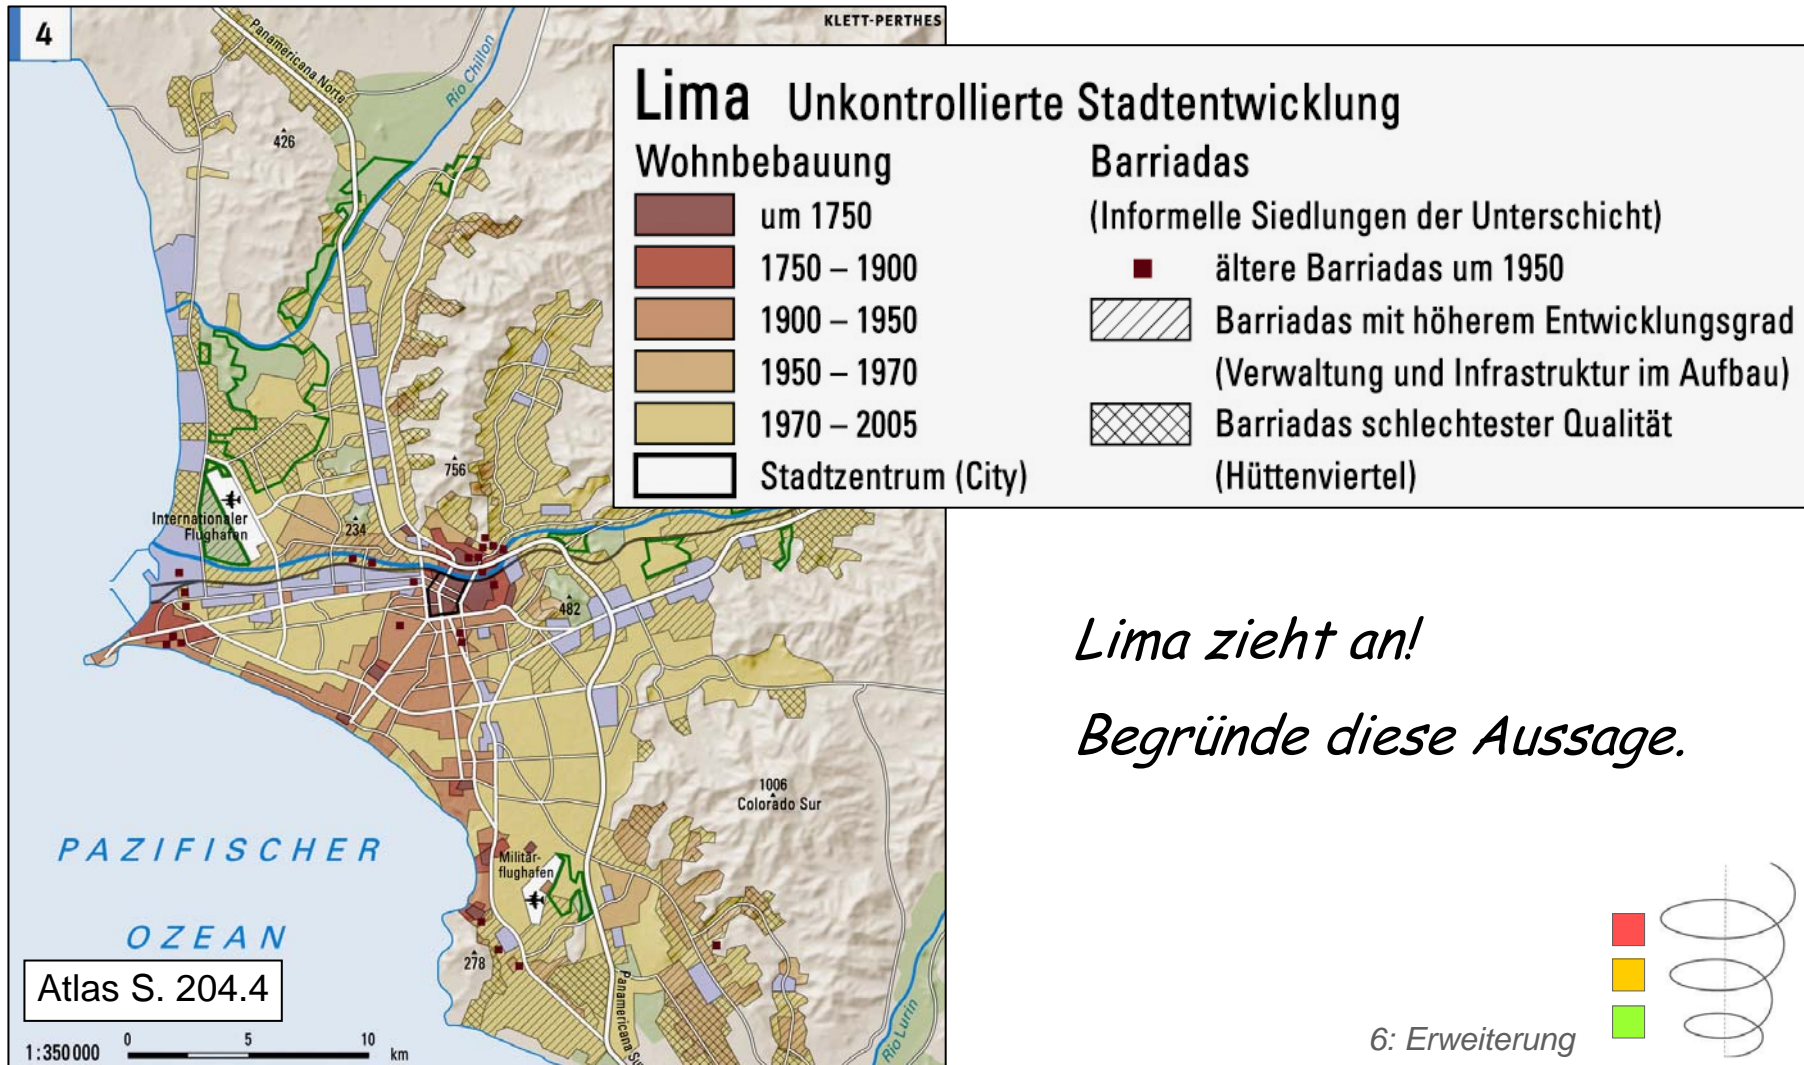 4
KLETT-PERTHES
Panamericana Norte
Rio Chillon
426
756
234
Internationaler
Flughafen
482
1006
Colorado Sur
Militär-
flughafen
278
Panamericana Su
Rio Lurin
PAZIFISCHER
OZEAN
Atlas S. 204.4
1:350 000
0 5 10
km
Lima Unkontrollierte Stadtentwicklung
Wohnbebauung
um 1750
1750 – 1900
1900 – 1950
1950 – 1970
1970 – 2005
Stadtzentrum (City)
Barriadas
(Informelle Siedlungen der Unterschicht)
ältere Barriadas um 1950
Barriadas mit höherem Entwicklungsgrad
(Verwaltung und Infrastruktur im Aufbau)
Barriadas schlechtester Qualität
(Hüttenviertel)
Lima zieht an!
Begründe diese Aussage.
6: Erweiterung